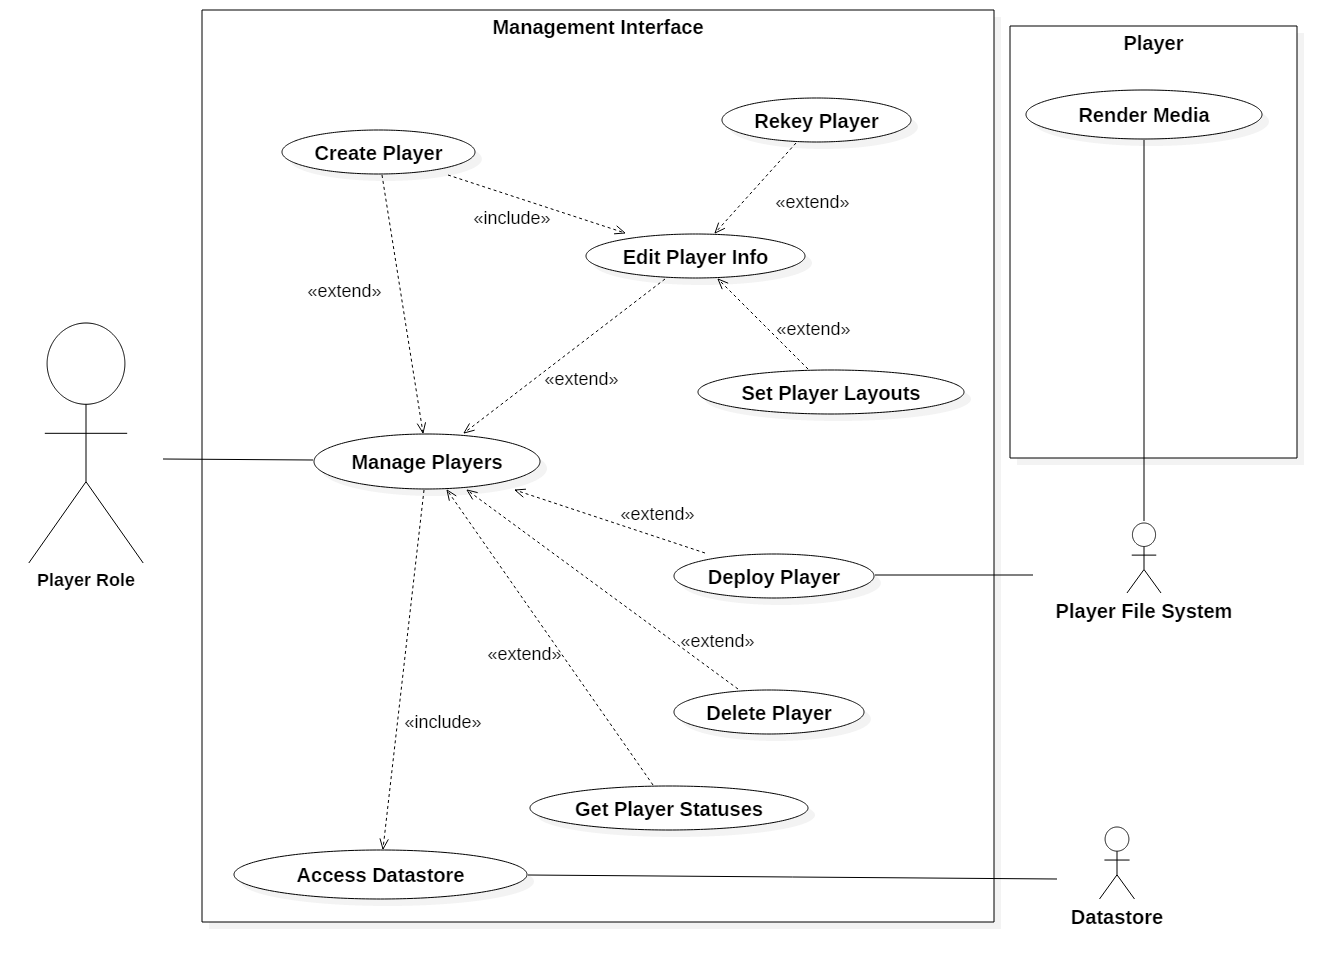 Management Interface
Player
Render Media
Rekey Player
Create Player
«extend»
«include»
Edit Player Info
«extend»
«extend»
«extend»
Set Player Layouts
Manage Players
«extend»
Deploy Player
Player Role
Player File System
«extend»
«extend»
Delete Player
«include»
Get Player Statuses
Access Datastore
Datastore